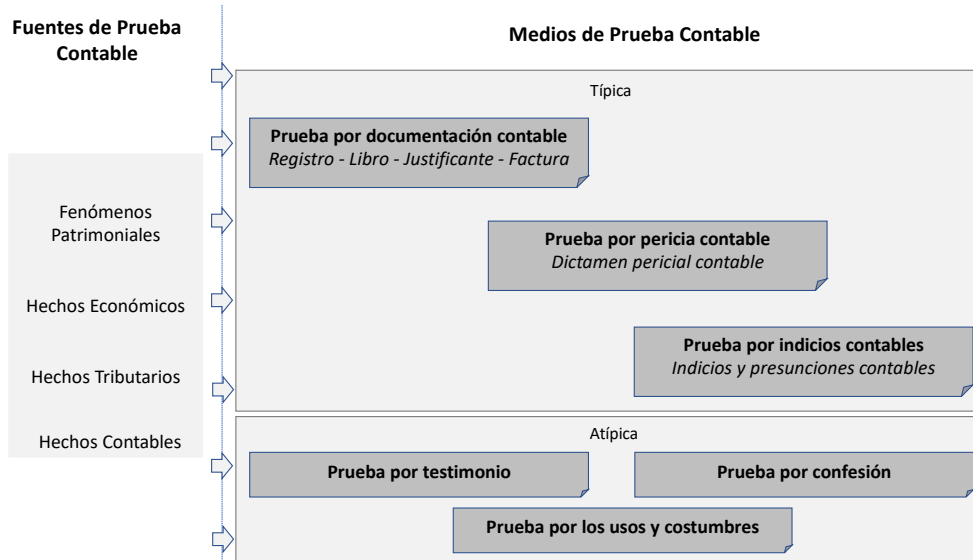 Fuentes de Prueba
Contable
Medios de Prueba Contable
Fenómenos
Patrimoniales
Hechos Económicos
Hechos Tributarios
Hechos Contables
Típica
Prueba por documentación contable
Registro - Libro - Justificante - Factura
Prueba por pericia contable
Dictamen pericial contable
Prueba por indicios contables
Indicios y presunciones contables
Atípica
Prueba por testimonio
Prueba por confesión
Prueba por los usos y costumbres